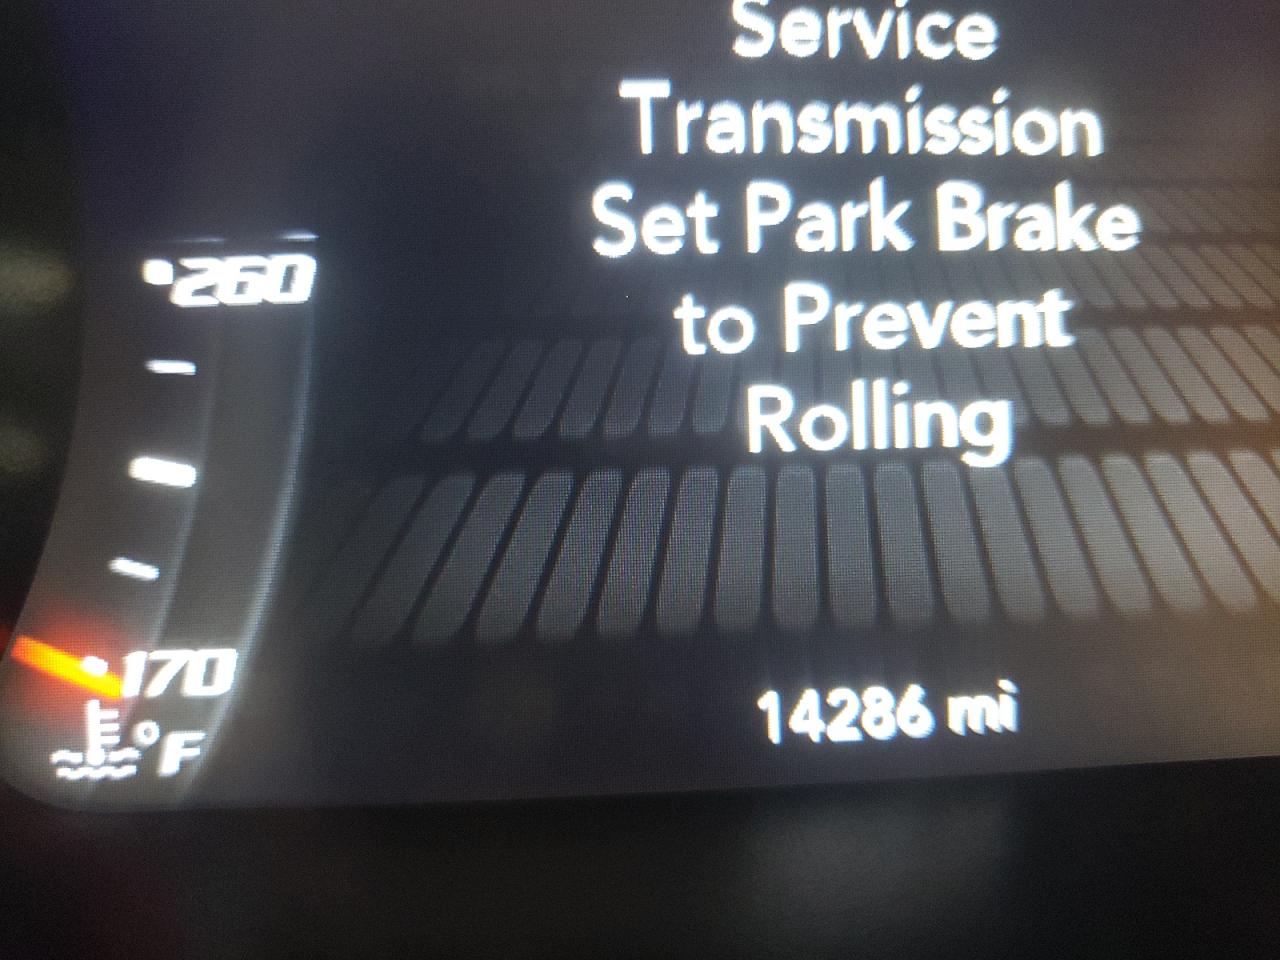 Service
Transmission
Set Park Brake
to Prevent
Rolling
260
170
°F
14286 mi